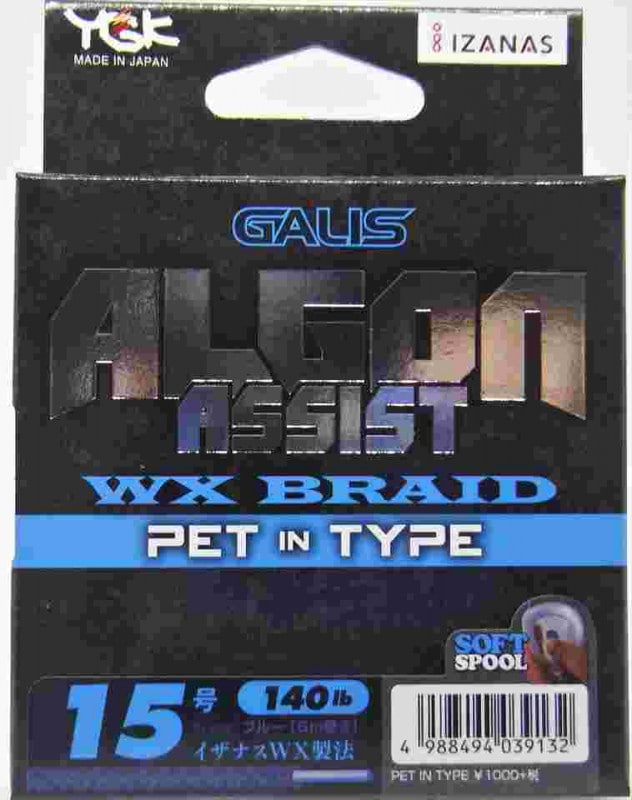 YGK
MADE IN JAPAN
IZANAS
GALIS
ALGON
ASSIST
WX BRAID
PET IN TYPE
SOFT
SPOOL
15号
140lb
ブルー
イザナスWX製法
4 988494 039132
PET IN TYPE ¥1000+税